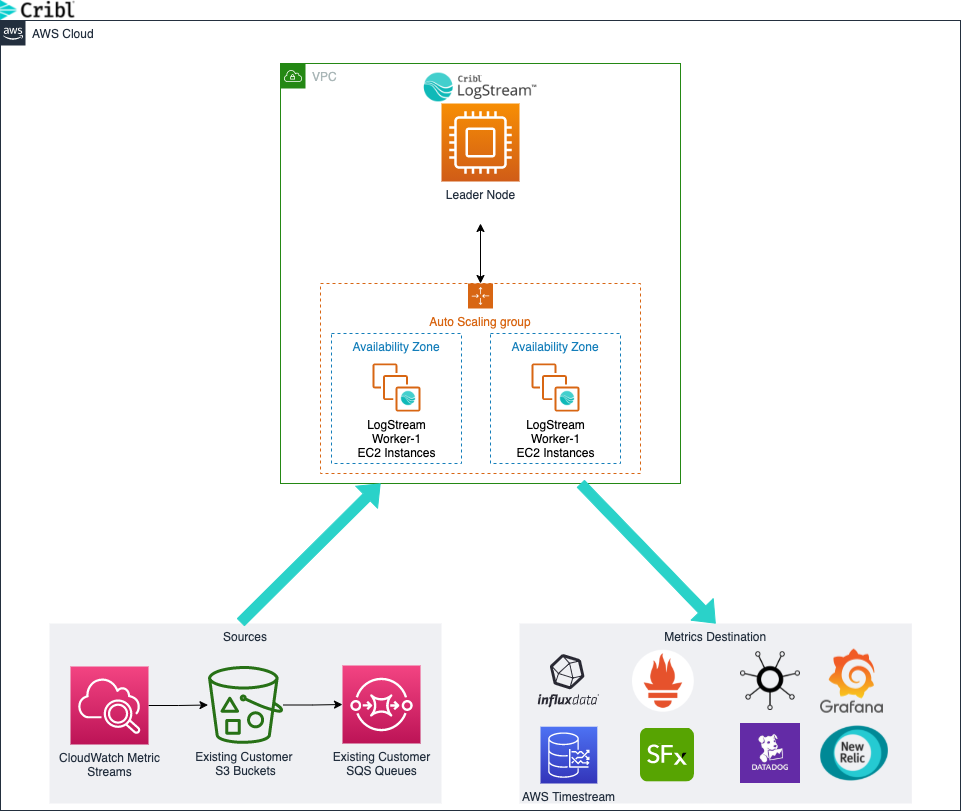 Cribl
aws
AWS Cloud
VPC
Cribl
LogStream™
Leader Node
Auto Scaling group
Availability Zone
LogStream
Worker-1
EC2 Instances
Availability Zone
LogStream
Worker-1
EC2 Instances
Sources
CloudWatch Metric
Streams
Existing Customer
S3 Buckets
Existing Customer
SQS Queues
Metrics Destination
influxdata®
Grafana
AWS Timestream
SFx
DATADOG
New
Relic